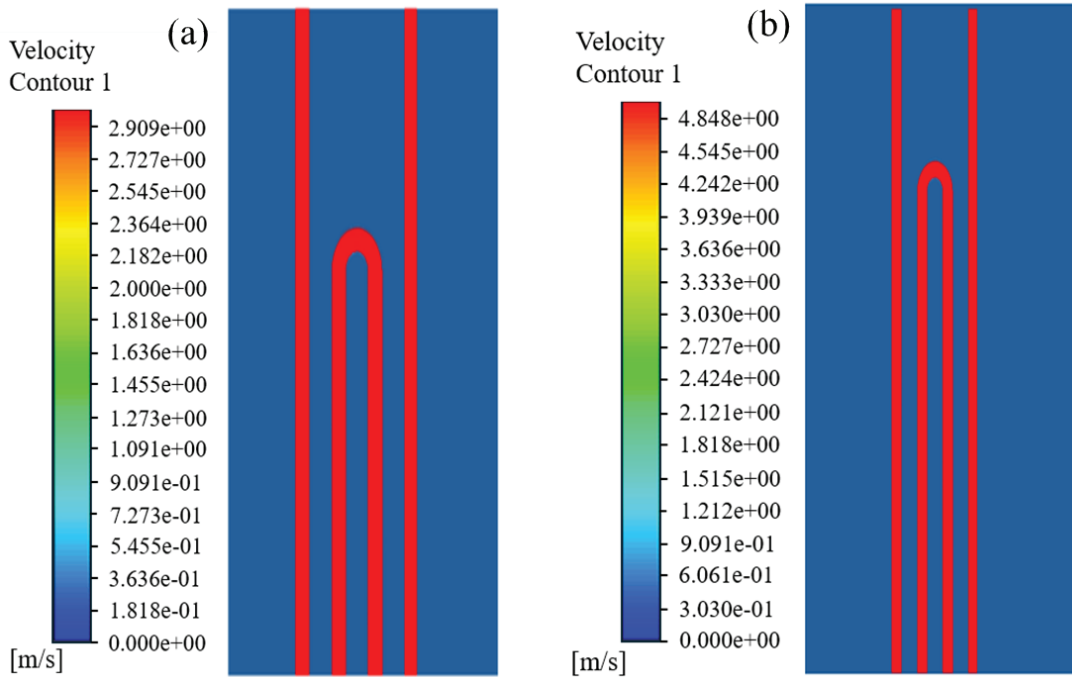 (a)
Velocity
Contour 1
2.909e+00
2.727e+00
2.545e+00
2.364e+00
2.182e+00
2.000e+00
1.818e+00
1.636e+00
1.455e+00
1.273e+00
1.091e+00
9.091e-01
7.273e-01
5.455e-01
3.636e-01
1.818e-01
0.000e+00
[m/s]
(b)
Velocity
Contour 1
4.848e+00
4.545e+00
4.242e+00
3.939e+00
3.636e+00
3.333e+00
3.030e+00
2.727e+00
2.424e+00
2.121e+00
1.818e+00
1.515e+00
1.212e+00
9.091e-01
6.061e-01
3.030e-01
0.000e+00
[m/s]